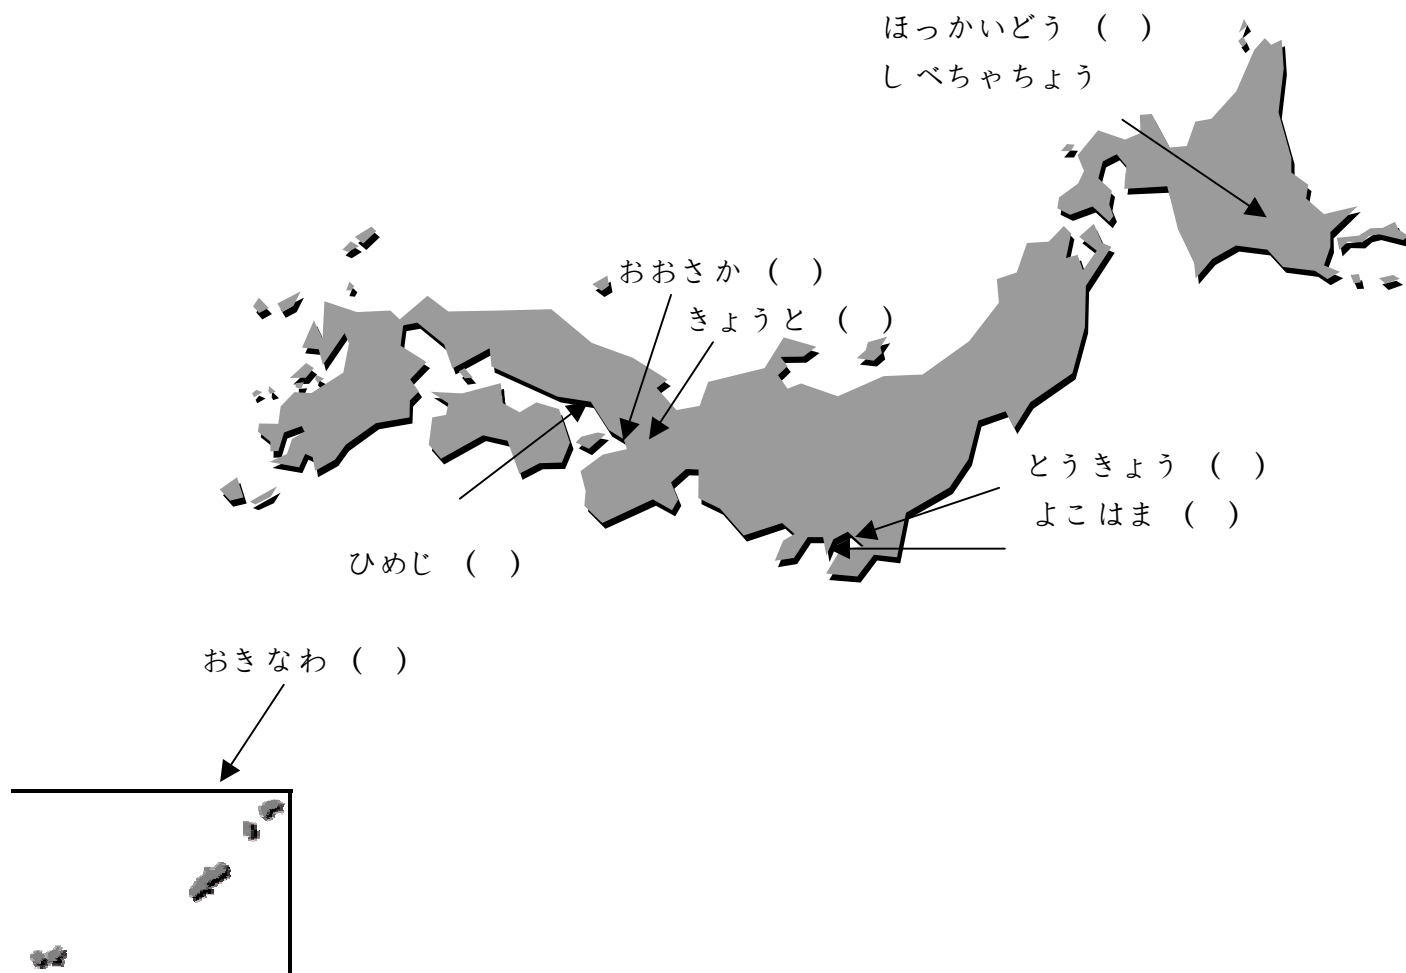 ほっかいどう ( )
しべちゃちょう
おおさか ( )
きょうと ( )
とうきょう ( )
よこはま ( )
ひめじ ( )
おきなわ ( )